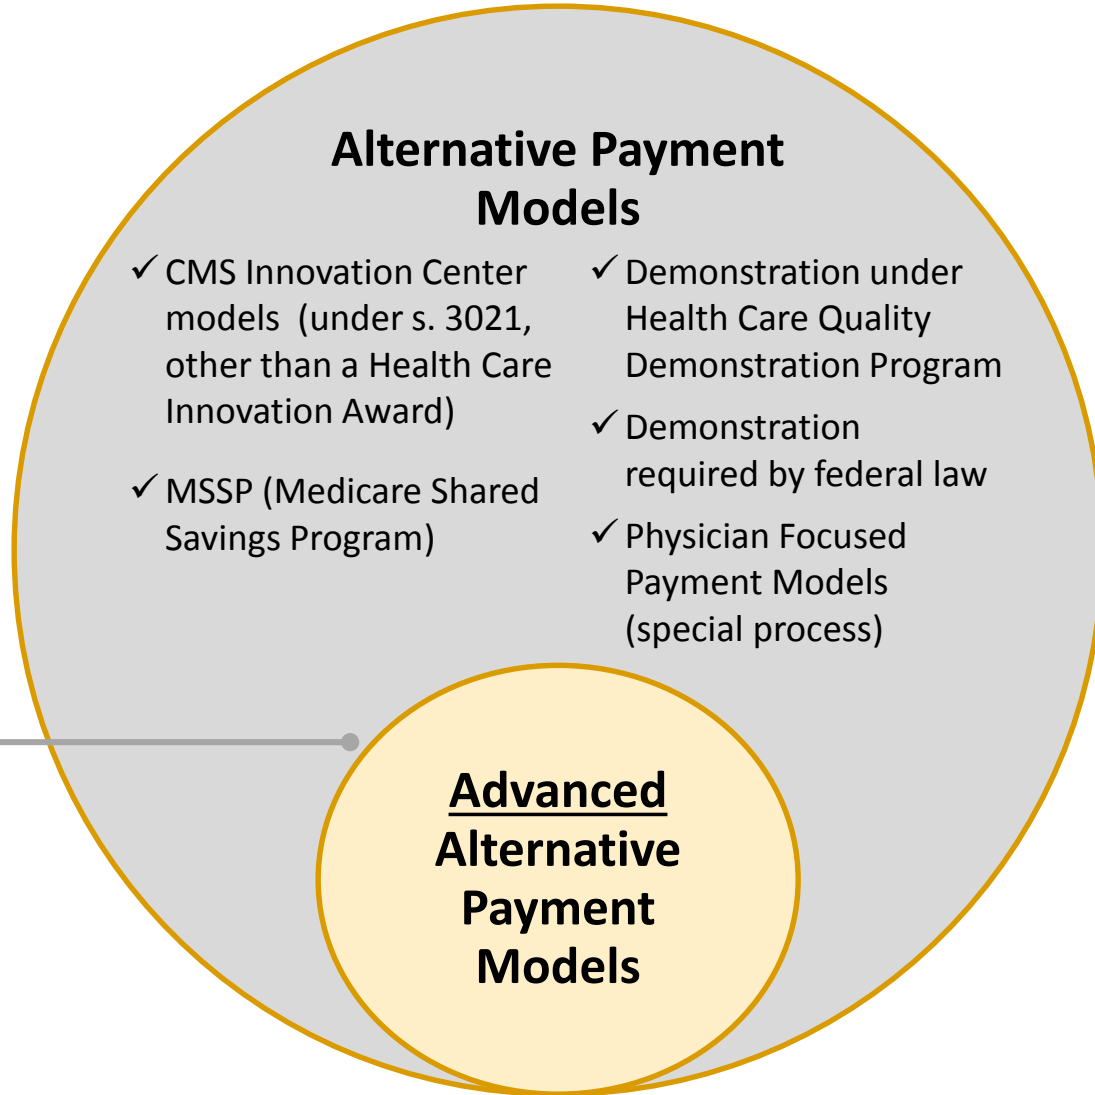 Alternative Payment
Models
✓ CMS Innovation Center
models (under s. 3021,
other than a Health Care
Innovation Award)
✓ MSSP (Medicare Shared
Savings Program)
✓ Demonstration under
Health Care Quality
Demonstration Program
✓ Demonstration
required by federal law
✓ Physician Focused
Payment Models
(special process)
Advanced
Alternative
Payment
Models